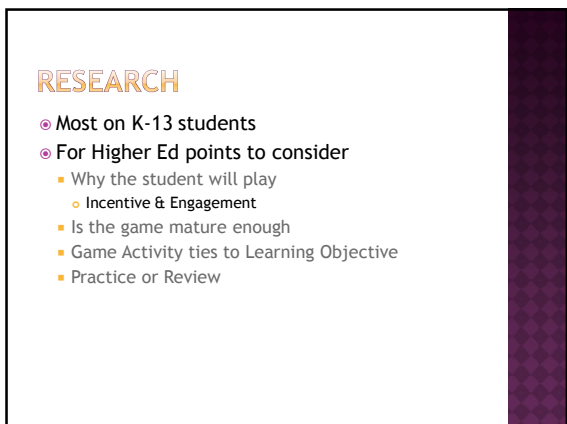 RESEARCH
Most on K-13 students
For Higher Ed points to consider
Why the student will play
Incentive & Engagement
Is the game mature enough
Game Activity ties to Learning Objective
Practice or Review